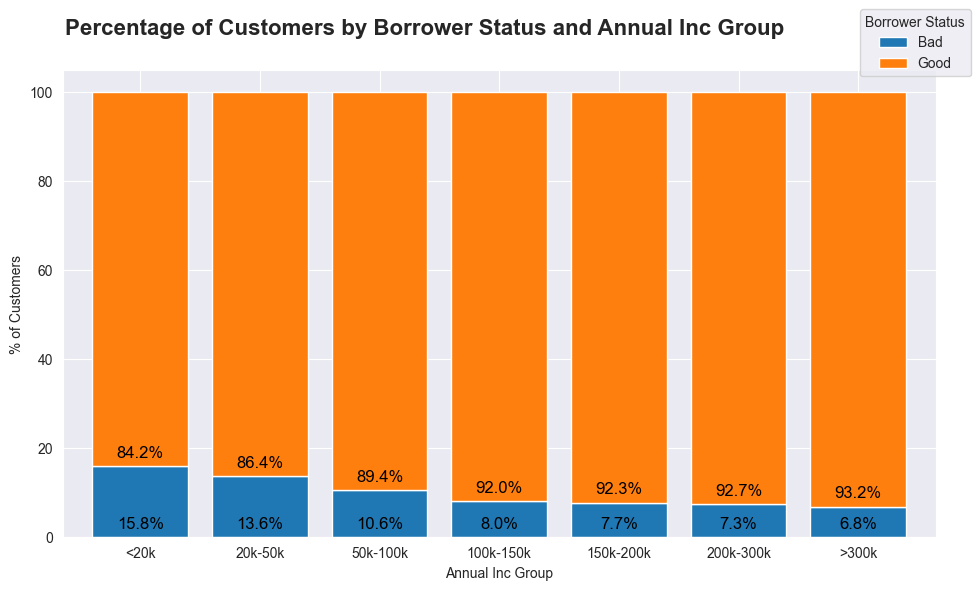 Percentage of Customers by Borrower Status and Annual Inc Group
Borrower Status
Bad
Good
100
80
60
40
20
0
% of Customers
84.2%
86.4%
89.4%
92.0%
92.3%
92.7%
93.2%
15.8%
13.6%
10.6%
8.0%
7.7%
7.3%
6.8%
<20k
20k-50k
50k-100k
100k-150k
150k-200k
200k-300k
>300k
Annual Inc Group